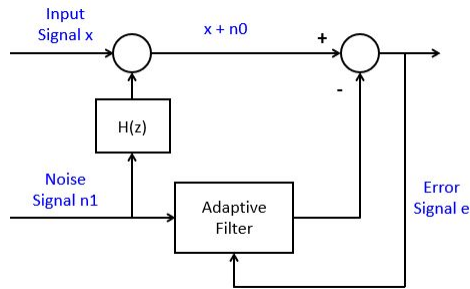 Input
Signal x
x + n0
+
-
H(z)
Noise
Signal n1
Adaptive
Filter
Error
Signal e